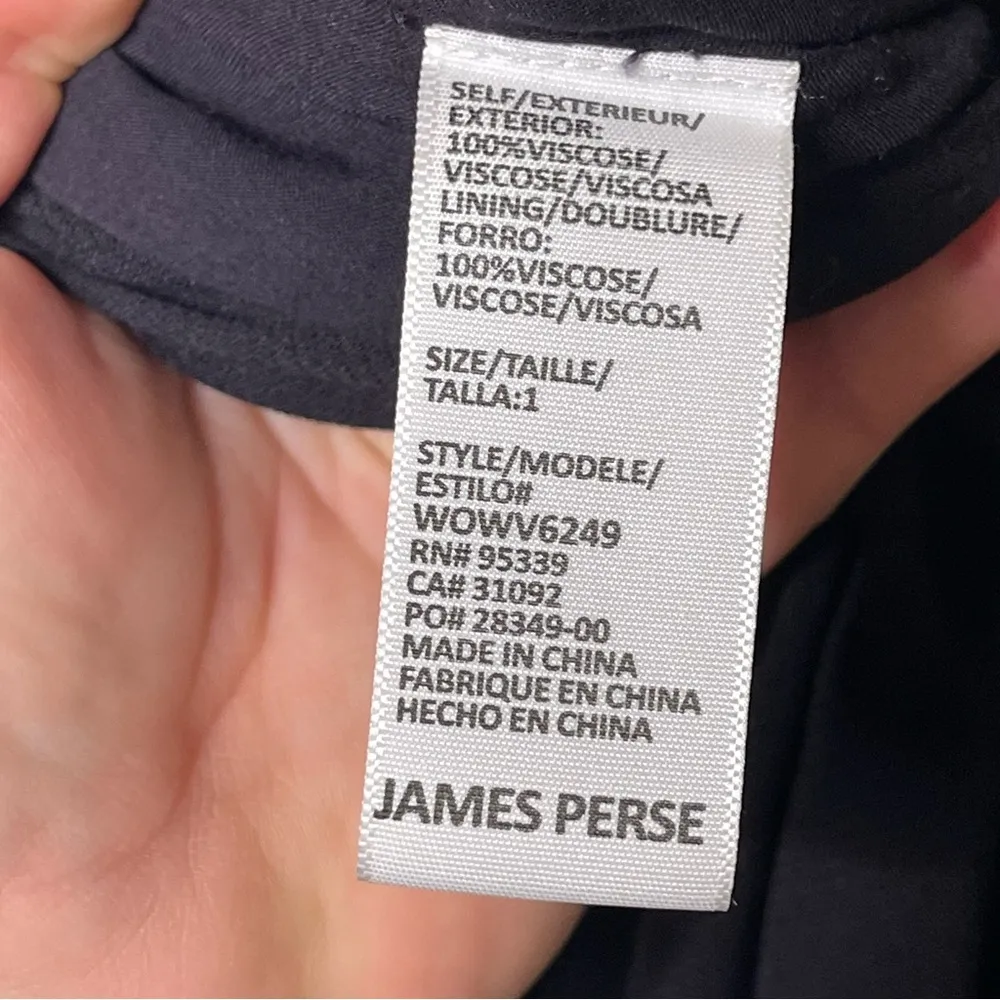 SELF/EXTERIEUR/
EXTERIOR:
100%VISCOSE/
VISCOSE/VISCOSA
LINING/DOUBLURE/
FORRO:
100%VISCOSE/
VISCOSE/VISCOSA
SIZE/TAILLE/
TALLA:1
STYLE/MODELE/
ESTILO#
WOWV6249
RN# 95339
CA# 31092
PO# 28349-00
MADE IN CHINA
FABRIQUE EN CHINA
HECHO EN CHINA
JAMES PERSE